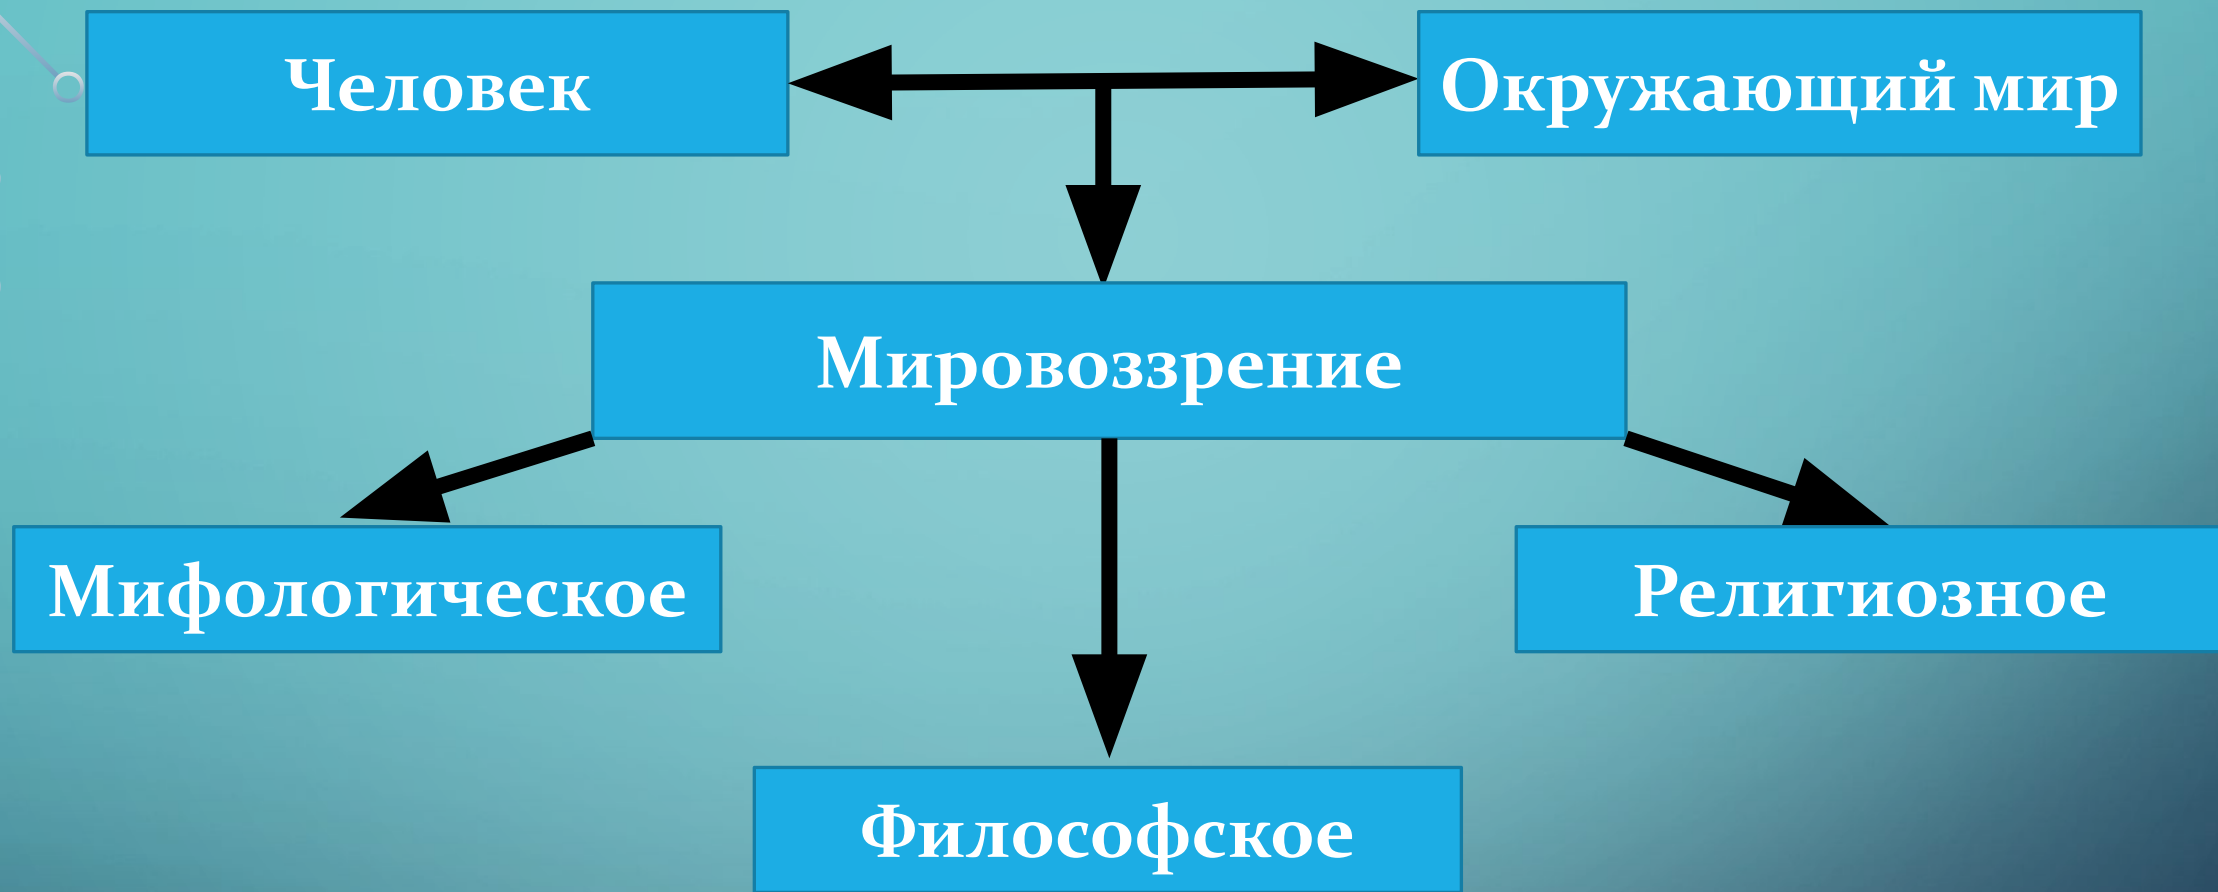 Человек
Окружающий мир
Мировоззрение
Мифологическое
Религиозное
Философское